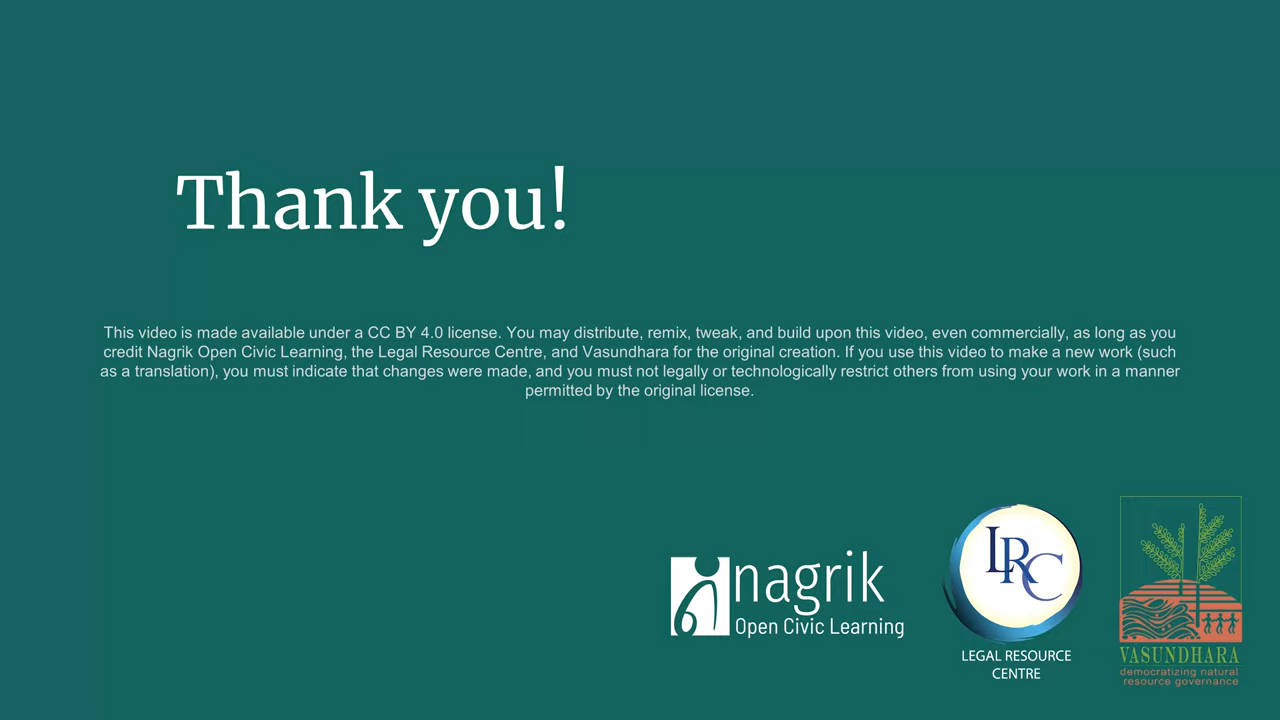 Thank you!
This video is made available under a CC BY 4.0 license. You may distribute, remix, tweak, and build upon this video, even commercially, as long as you
credit Nagrik Open Civic Learning, the Legal Resource Centre, and Vasundhara for the original creation. If you use this video to make a new work (such
as a translation), you must indicate that changes were made, and you must not legally or technologically restrict others from using your work in a manner
permitted by the original license.
nagrik
Open Civic Learning
LRC
LEGAL RESOURCE
CENTRE
VASUNDHARA
democratizing natural
resource governance